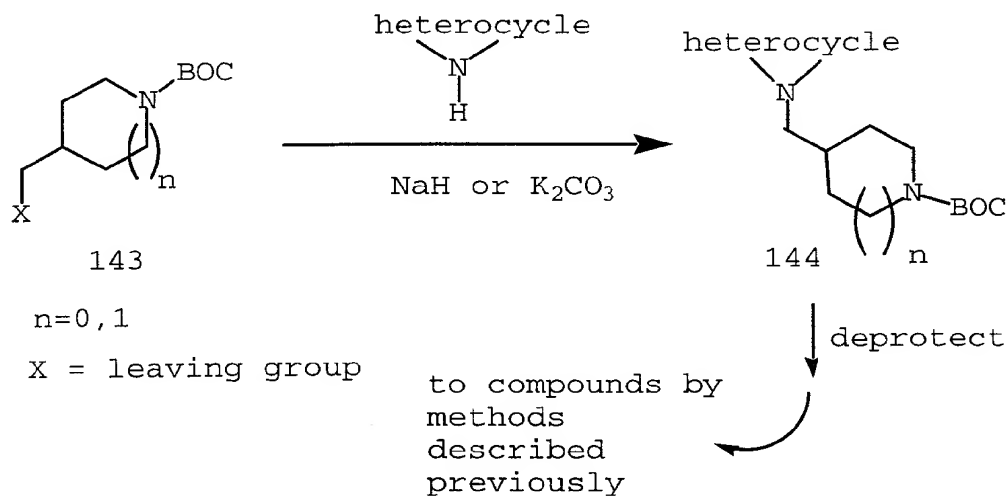 heterocycle
N
H
N
BOC
( )n
X
143
n=0,1
X = leaving group
NaH or K₂CO₃
heterocycle
N
N
BOC
( )n
144
deprotect
to compounds by
methods
described
previously